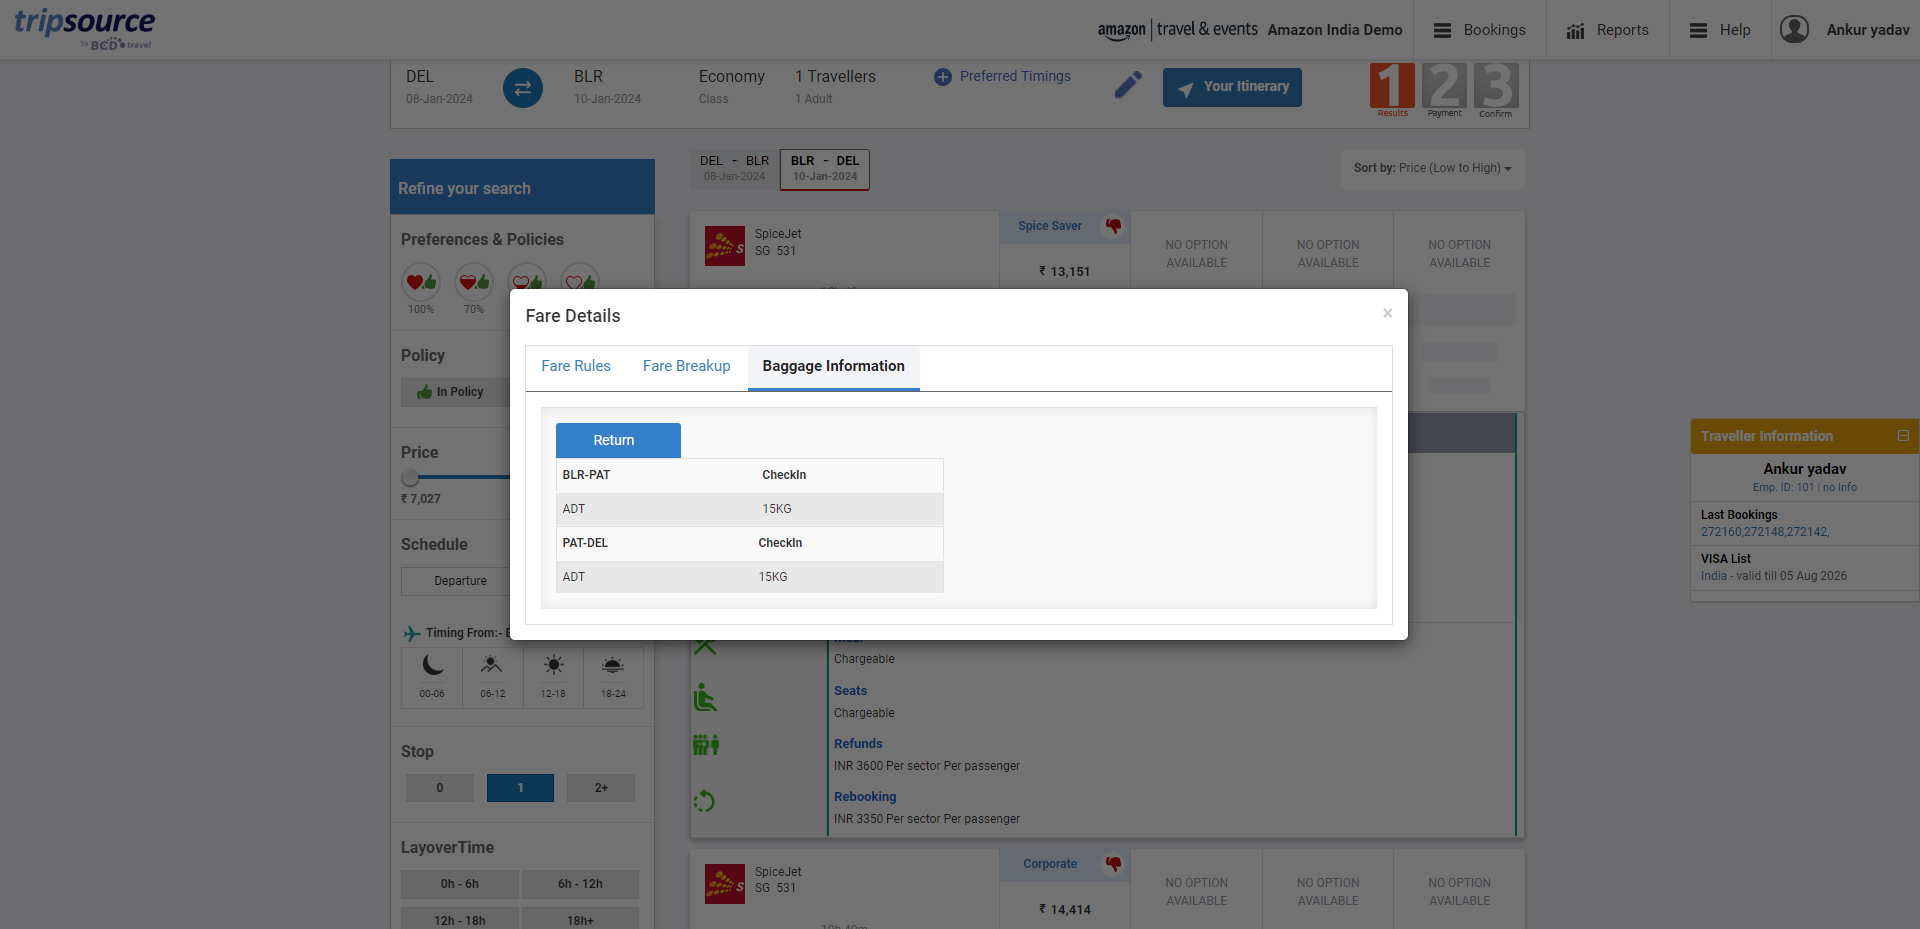 tripsource
by BCD travel
amazon | travel & events Amazon India Demo
Bookings
Reports
Help
Ankur yadav
DEL
08-Jan-2024
BLR
10-Jan-2024
Economy
Class
1 Travellers
1 Adult
Preferred Timings
Your Itinerary
1 2 3
Results Payment Confirm
DEL - BLR
08-Jan-2024
BLR - DEL
10-Jan-2024
Sort by: Price (Low to High)
Refine your search
Preferences & Policies
100% 70%
Policy
In Policy
Price
₹ 7,027
Schedule
Departure
Timing From:-
00-06 06-12 12-18 18-24
Stop
0 1 2+
LayoverTime
0h - 6h 6h - 12h
12h - 18h 18h+
SpiceJet
SG 531
Spice Saver
₹ 13,151
NO OPTION
AVAILABLE
NO OPTION
AVAILABLE
NO OPTION
AVAILABLE
Fare Details
×
Fare Rules Fare Breakup Baggage Information
Return
BLR-PAT CheckIn
ADT 15KG
PAT-DEL CheckIn
ADT 15KG
Chargeable
Seats
Chargeable
Refunds
INR 3600 Per sector Per passenger
Rebooking
INR 3350 Per sector Per passenger
SpiceJet
SG 531
Corporate
₹ 14,414
NO OPTION
AVAILABLE
NO OPTION
AVAILABLE
NO OPTION
AVAILABLE
Traveller Information
Ankur yadav
Emp. ID: 101 | no Info
Last Bookings
272160,272148,272142,
VISA List
India - valid till 05 Aug 2026